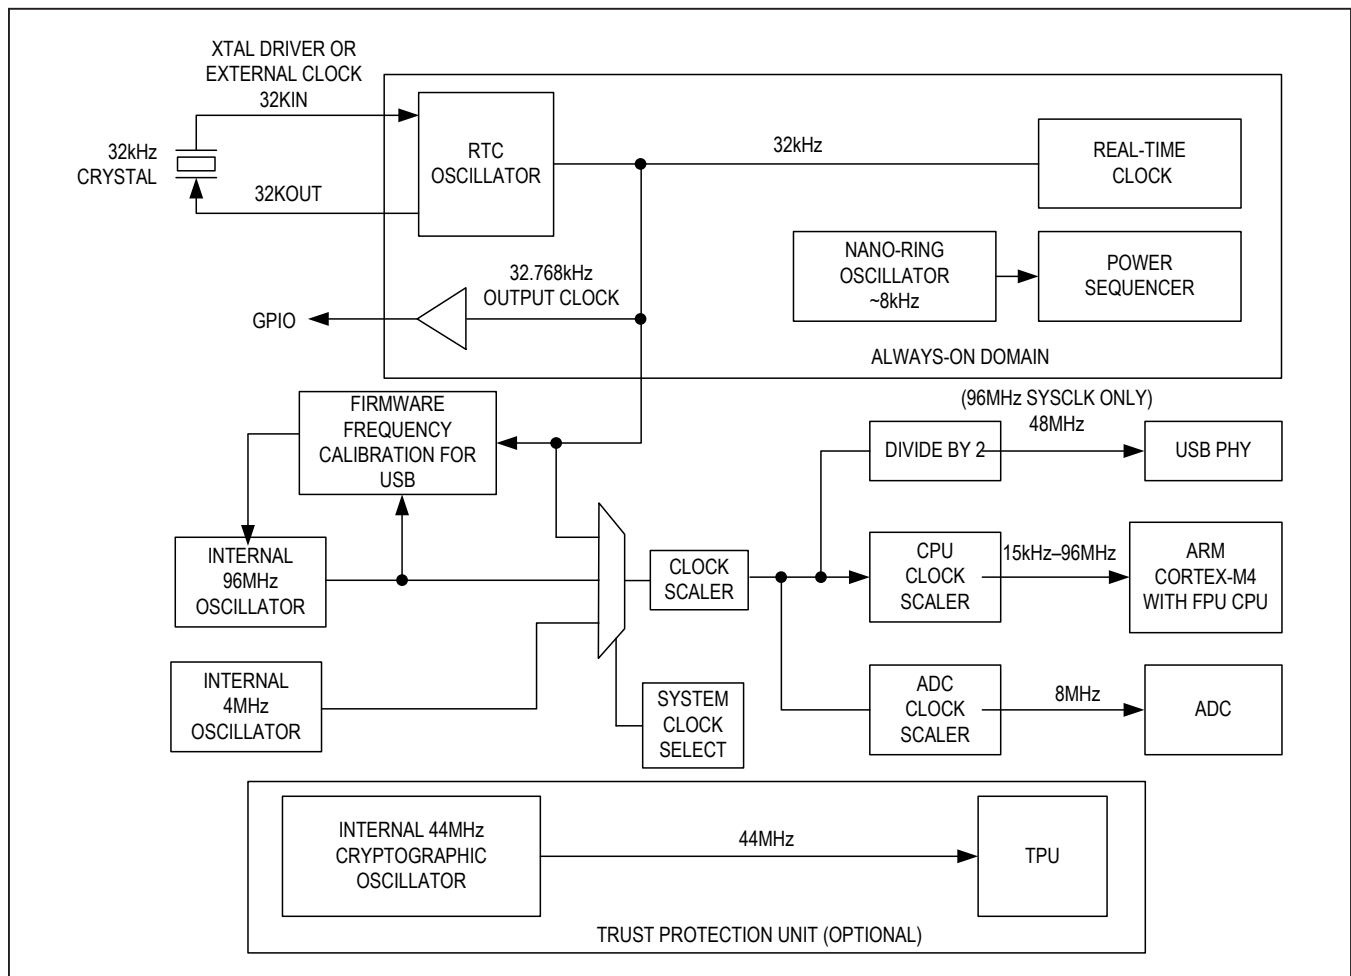 XTAL DRIVER OR
EXTERNAL CLOCK
32KIN
32kHz
CRYSTAL
32KOUT
RTC
OSCILLATOR
32kHz
REAL-TIME
CLOCK
NANO-RING
OSCILLATOR
~8kHz
POWER
SEQUENCER
32.768kHz
OUTPUT CLOCK
GPIO
ALWAYS-ON DOMAIN
FIRMWARE
FREQUENCY
CALIBRATION FOR
USB
(96MHz SYSCLK ONLY)
48MHz
DIVIDE BY 2
USB PHY
INTERNAL
96MHz
OSCILLATOR
CLOCK
SCALER
CPU
CLOCK
SCALER
15kHz–96MHz
ARM
CORTEX-M4
WITH FPU CPU
INTERNAL
4MHz
OSCILLATOR
SYSTEM
CLOCK
SELECT
ADC
CLOCK
SCALER
8MHz
ADC
INTERNAL 44MHz
CRYPTOGRAPHIC
OSCILLATOR
44MHz
TPU
TRUST PROTECTION UNIT (OPTIONAL)